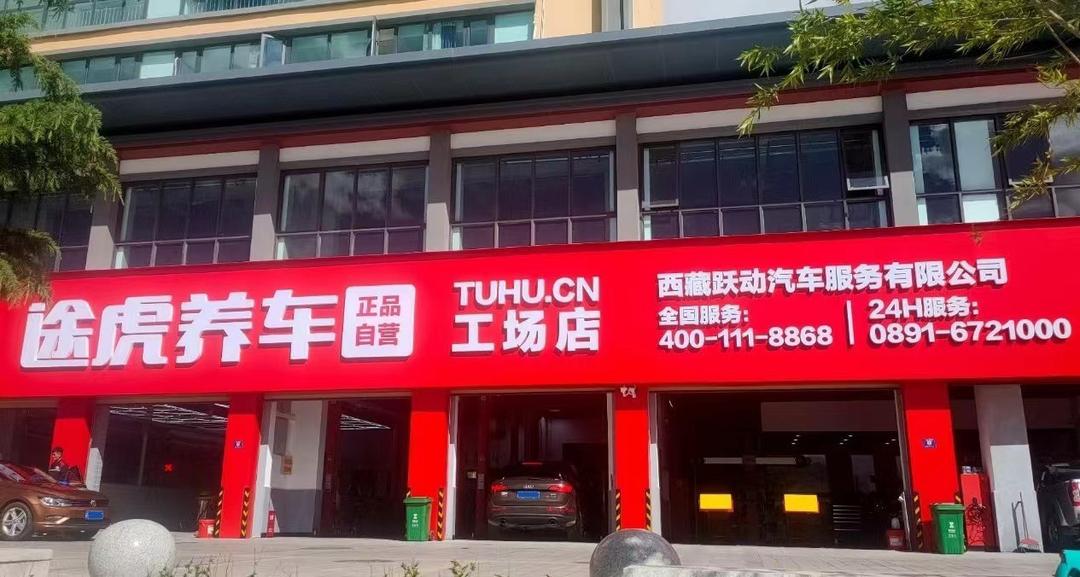 途虎养车
正品
自营
TUHU.CN
工场店
西藏跃动汽车服务有限公司
全国服务:
400-111-8868
24H服务:
0891-6721000